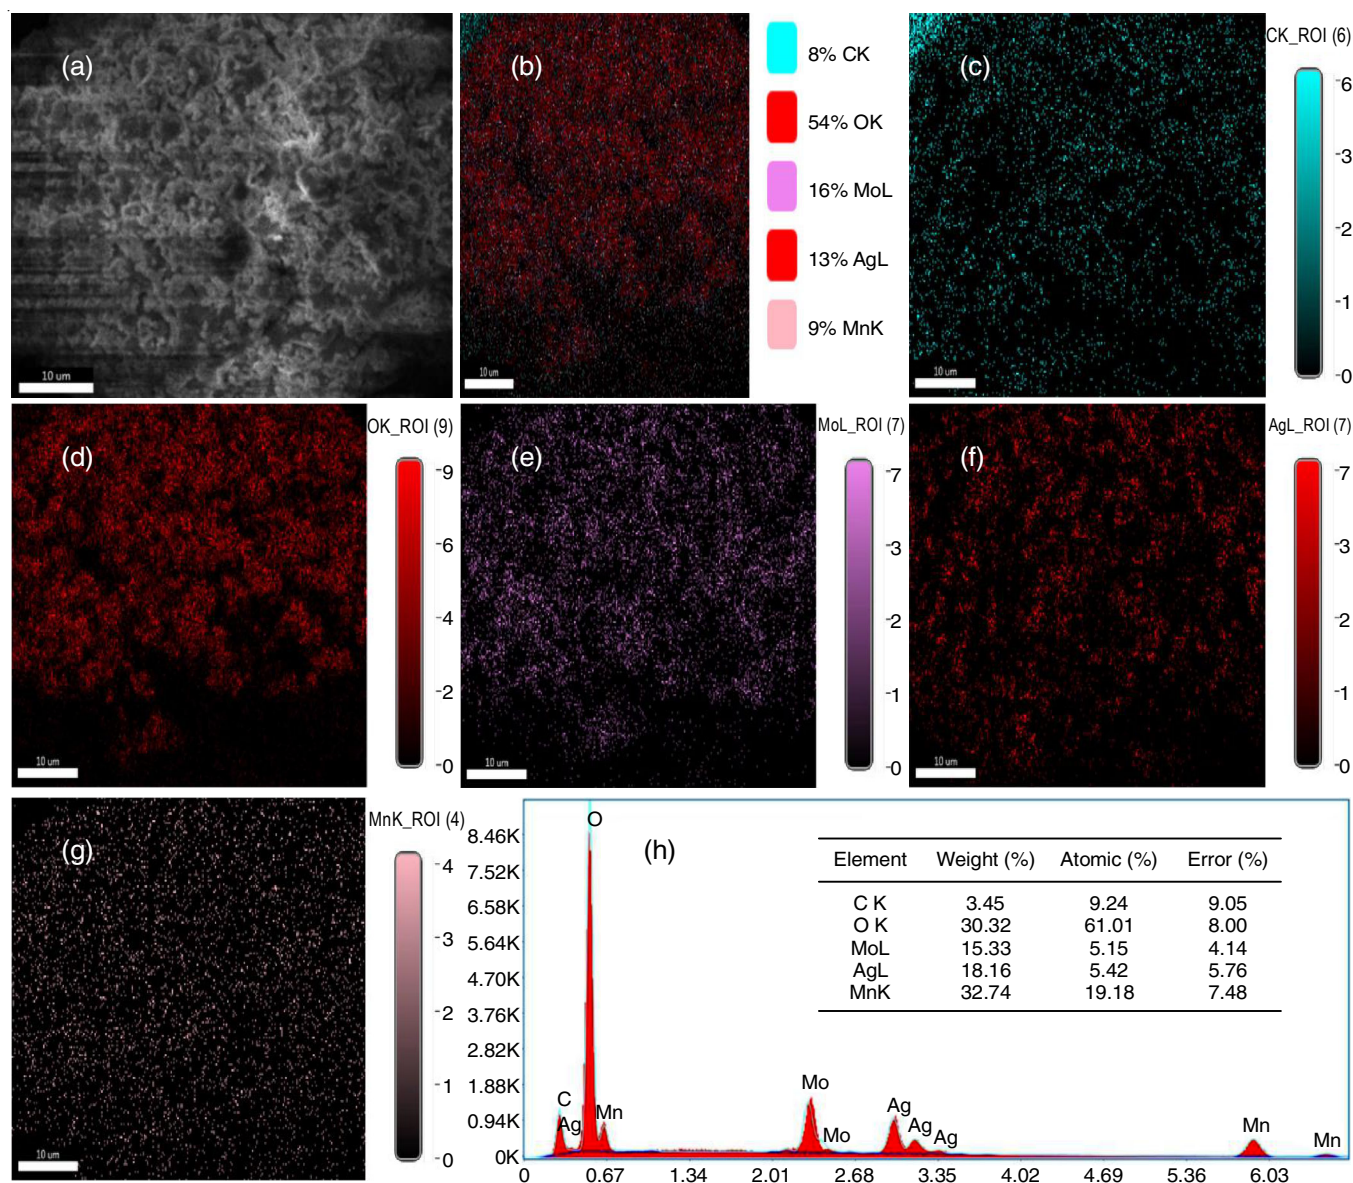 (a)
10 um
(b)
10 um
8% CK
54% OK
16% MoL
13% AgL
9% MnK
(c)
10 um
CK_ROI (6)
6
3
2
1
0
(d)
10 um
OK_ROI (9)
9
6
4
2
0
(e)
10 um
MoL_ROI (7)
7
3
2
1
0
(f)
10 um
AgL_ROI (7)
7
3
2
1
0
(g)
10 um
MnK_ROI (4)
4
3
2
1
0
(h)
8.46K
7.52K
6.58K
5.64K
4.70K
3.76K
2.82K
1.88K
0.94K
0K
O
C
Ag
Mn
Mo
Mo
Ag
Ag
Ag
Mn
Mn
Element Weight (%) Atomic (%) Error (%)
C K 3.45 9.24 9.05
O K 30.32 61.01 8.00
MoL 15.33 5.15 4.14
AgL 18.16 5.42 5.76
MnK 32.74 19.18 7.48
0 0.67 1.34 2.01 2.68 3.35 4.02 4.69 5.36 6.03